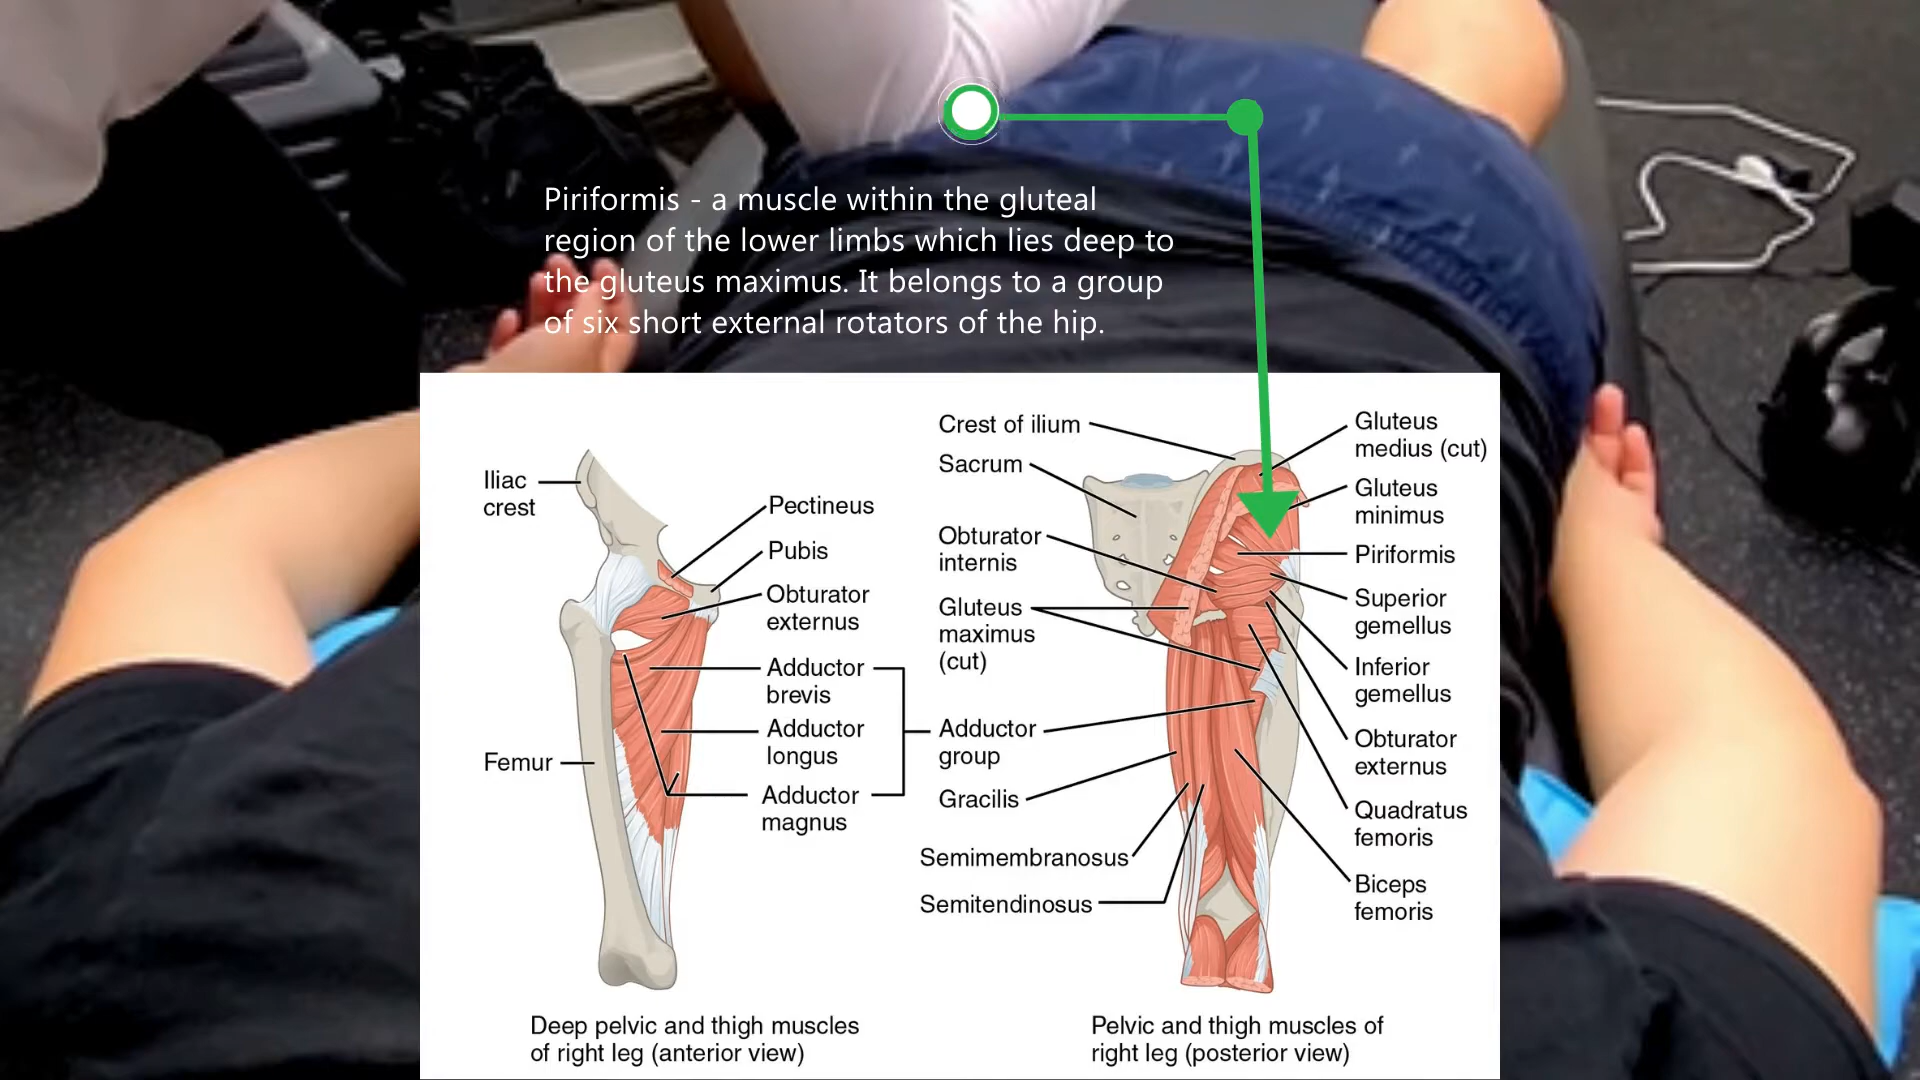 Piriformis - a muscle within the gluteal
region of the lower limbs which lies deep to
the gluteus maximus. It belongs to a group
of six short external rotators of the hip.
Iliac
crest
Pectineus
Pubis
Obturator
externus
Adductor
brevis
Adductor
longus
Adductor
magnus
Femur
Deep pelvic and thigh muscles
of right leg (anterior view)
Crest of ilium
Sacrum
Obturator
internis
Gluteus
maximus
(cut)
Adductor
group
Gracilis
Semimembranosus
Semitendinosus
Gluteus
medius (cut)
Gluteus
minimus
Piriformis
Superior
gemellus
Inferior
gemellus
Obturator
externus
Quadratus
femoris
Biceps
femoris
Pelvic and thigh muscles of
right leg (posterior view)